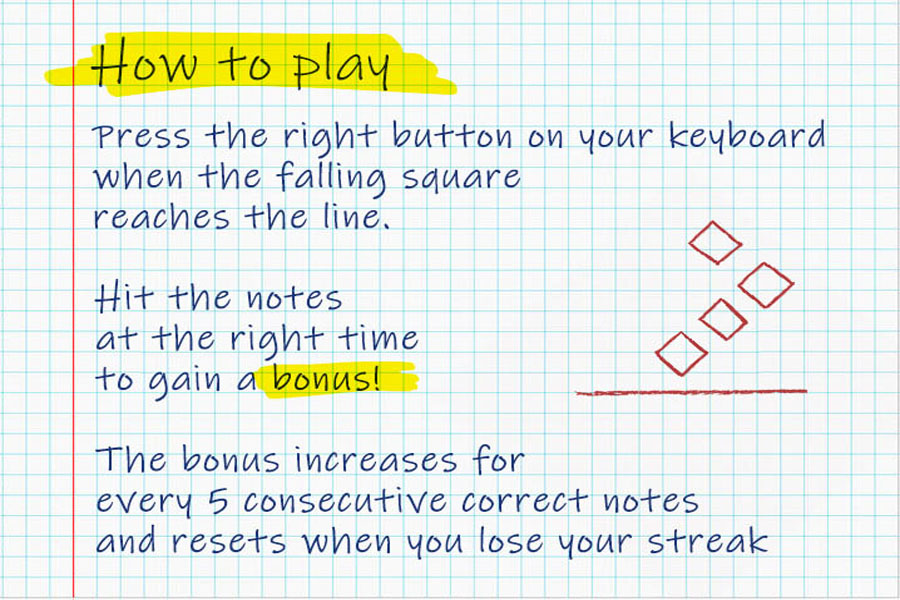 How to play
Press the right button on your keyboard
when the falling square
reaches the line.
Hit the notes
at the right time
to gain a bonus!
The bonus increases for
every 5 consecutive correct notes
and resets when you lose your streak